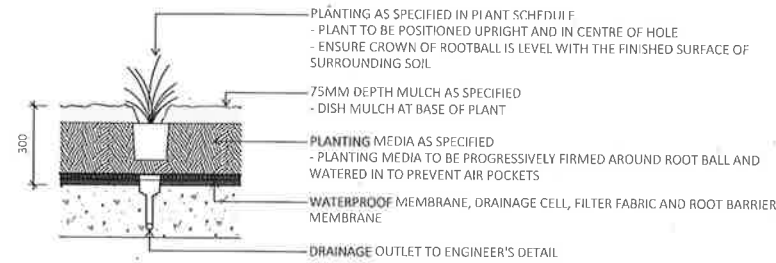 PLANTING AS SPECIFIED IN PLANT SCHEDULE
- PLANT TO BE POSITIONED UPRIGHT AND IN CENTRE OF HOLE
- ENSURE CROWN OF ROOTBALL IS LEVEL WITH THE FINISHED SURFACE OF
SURROUNDING SOIL
75MM DEPTH MULCH AS SPECIFIED
- DISH MULCH AT BASE OF PLANT
300
PLANTING MEDIA AS SPECIFIED
- PLANTING MEDIA TO BE PROGRESSIVELY FIRMED AROUND ROOT BALL AND
WATERED IN TO PREVENT AIR POCKETS
WATERPROOF MEMBRANE, DRAINAGE CELL, FILTER FABRIC AND ROOT BARRIER
MEMBRANE
DRAINAGE OUTLET TO ENGINEER'S DETAIL